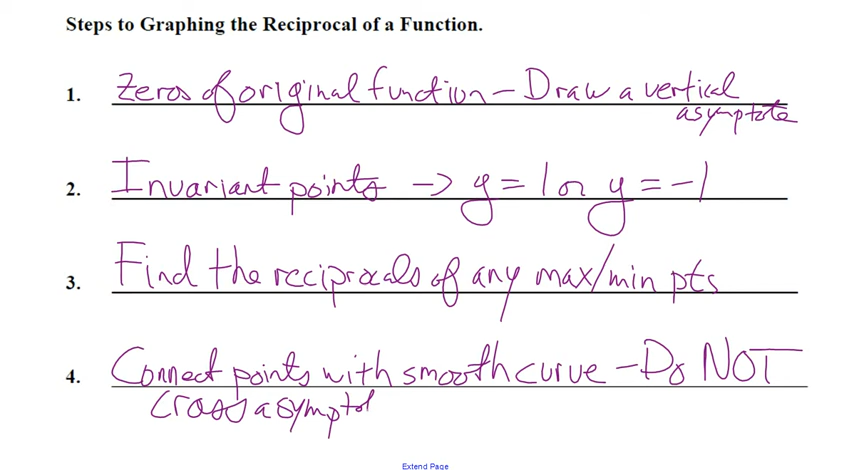 Steps to Graphing the Reciprocal of a Function.
1. Zeros of original function - Draw a vertical
asymptote
2. Invariant points → y = 1 or y = -1
3. Find the reciprocals of any max/min pts
4. Connect points with smooth curve - Do NOT
cross asymptot
Extend Page